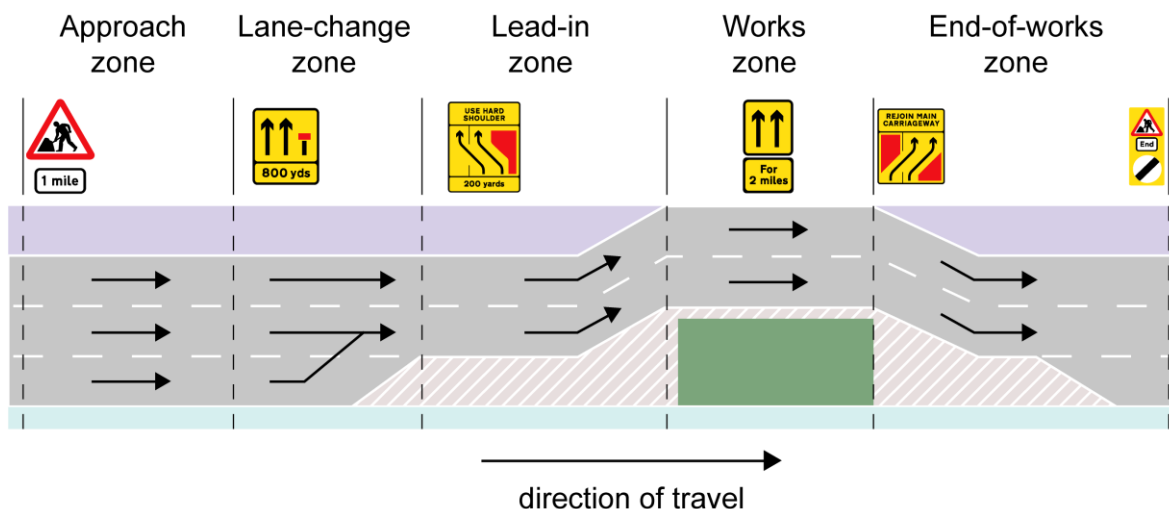 Approach
zone
Lane-change
zone
Lead-in
zone
Works
zone
End-of-works
zone
1 mile
800 yds
USE HARD
SHOULDER
200 yards
For
2 miles
REJOIN MAIN
CARRIAGEWAY
End
direction of travel